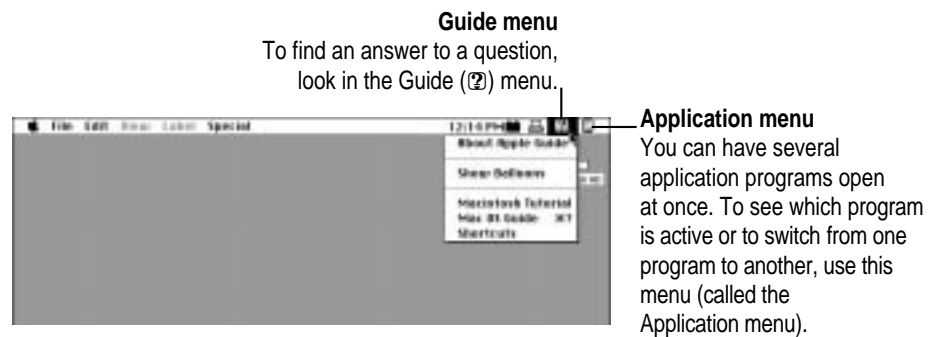 Guide menu
To find an answer to a question,
look in the Guide (?) menu.
File Edit View Label Special 12:14 PM
About Apple Guide
Show Balloons
Macintosh Tutorial
Mac OS Guide ⌘?
Shortcuts
Application menu
You can have several
application programs open
at once. To see which program
is active or to switch from one
program to another, use this
menu (called the
Application menu).